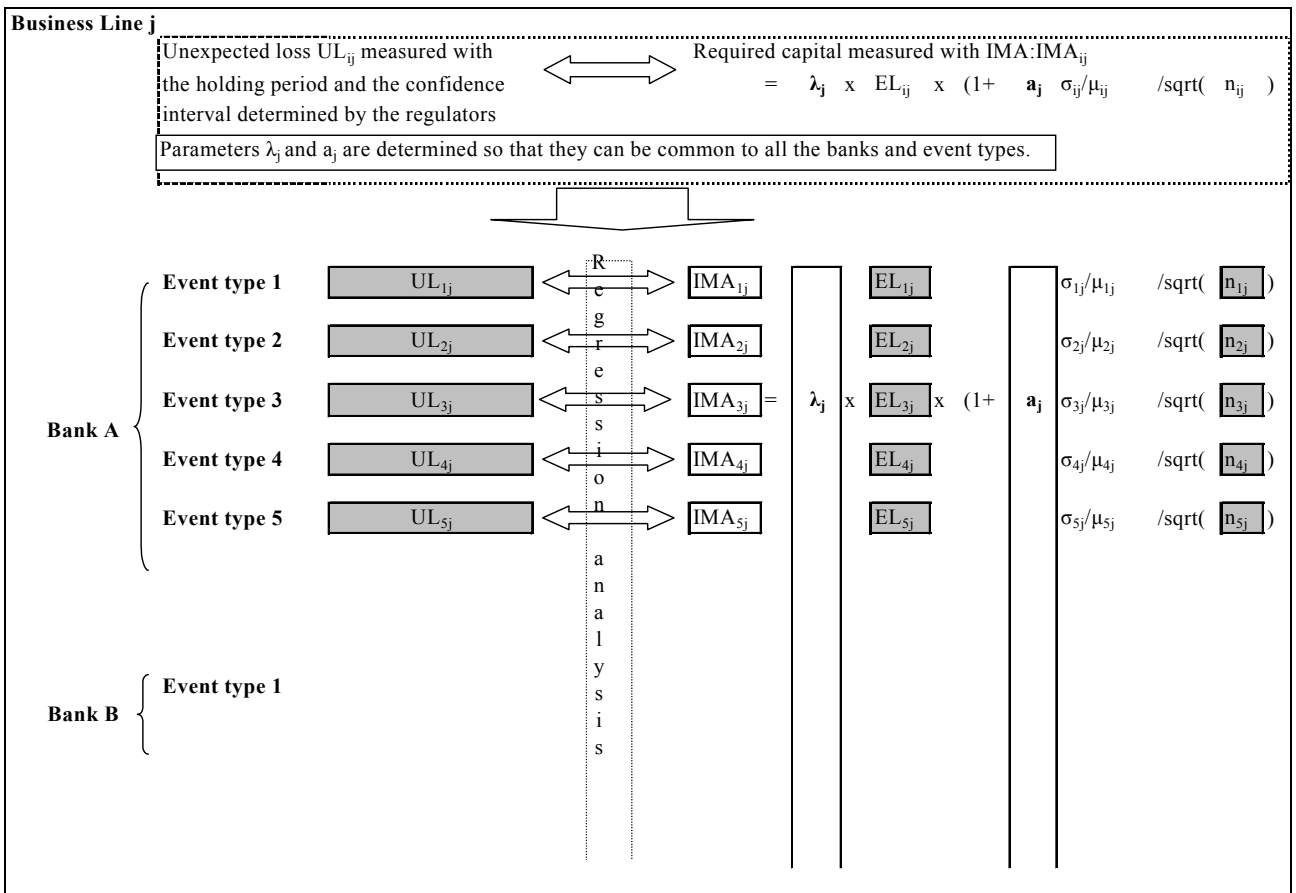 Business Line j
Unexpected loss ULij measured with
the holding period and the confidence
interval determined by the regulators
Required capital measured with IMA:IMAij
= λj x ELij x (1+ aj σij/μij /sqrt( nij )
Parameters λj and aj are determined so that they can be common to all the banks and event types.
Regression analysis
Bank A
Event type 1 UL1j IMA1j EL1j σ1j/μ1j /sqrt( n1j )
Event type 2 UL2j IMA2j EL2j σ2j/μ2j /sqrt( n2j )
Event type 3 UL3j IMA3j = λj x EL3j x (1+ aj σ3j/μ3j /sqrt( n3j )
Event type 4 UL4j IMA4j EL4j σ4j/μ4j /sqrt( n4j )
Event type 5 UL5j IMA5j EL5j σ5j/μ5j /sqrt( n5j )
Bank B
Event type 1